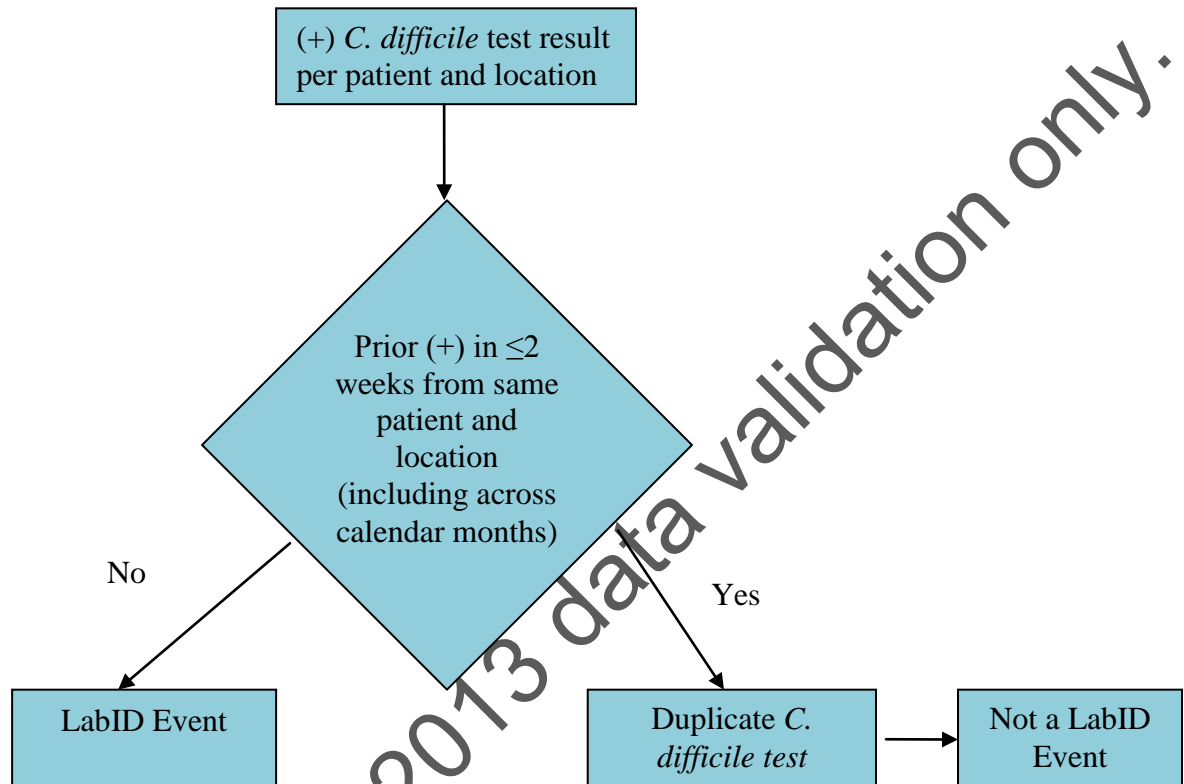 (+) C. difficile test result
per patient and location
Prior (+) in ≤2
weeks from same
patient and
location
(including across
calendar months)
No
Yes
LabID Event
Duplicate C.
difficile test
Not a LabID
Event
2013 data validation only.